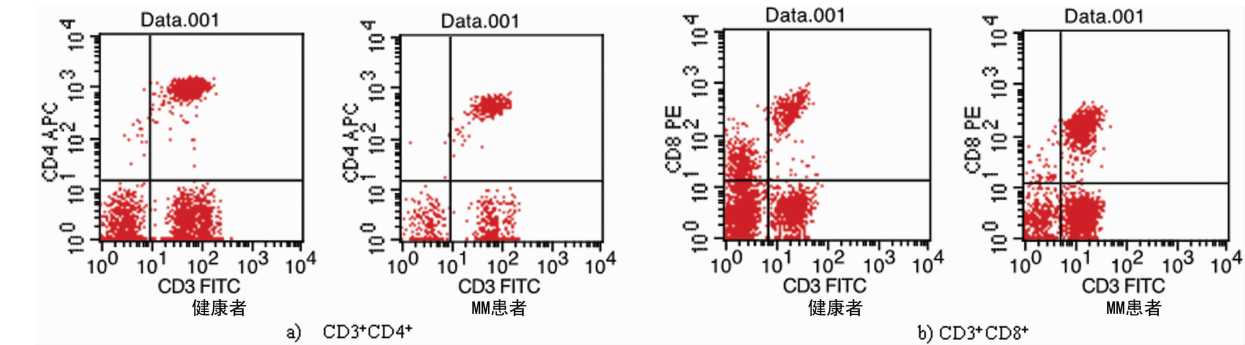 Data.001
10⁴
10³
10²
10¹
10⁰
CD4 APC
10⁰ 10¹ 10² 10³ 10⁴
CD3 FITC
健康者
Data.001
10⁴
10³
10²
10¹
10⁰
CD4 APC
10⁰ 10¹ 10² 10³ 10⁴
CD3 FITC
MM患者
a) CD3⁺CD4⁺
Data.001
10⁴
10³
10²
10¹
10⁰
CD8 PE
10⁰ 10¹ 10² 10³ 10⁴
CD3 FITC
健康者
Data.001
10⁴
10³
10²
10¹
10⁰
CD8 PE
10⁰ 10¹ 10² 10³ 10⁴
CD3 FITC
MM患者
b) CD3⁺CD8⁺